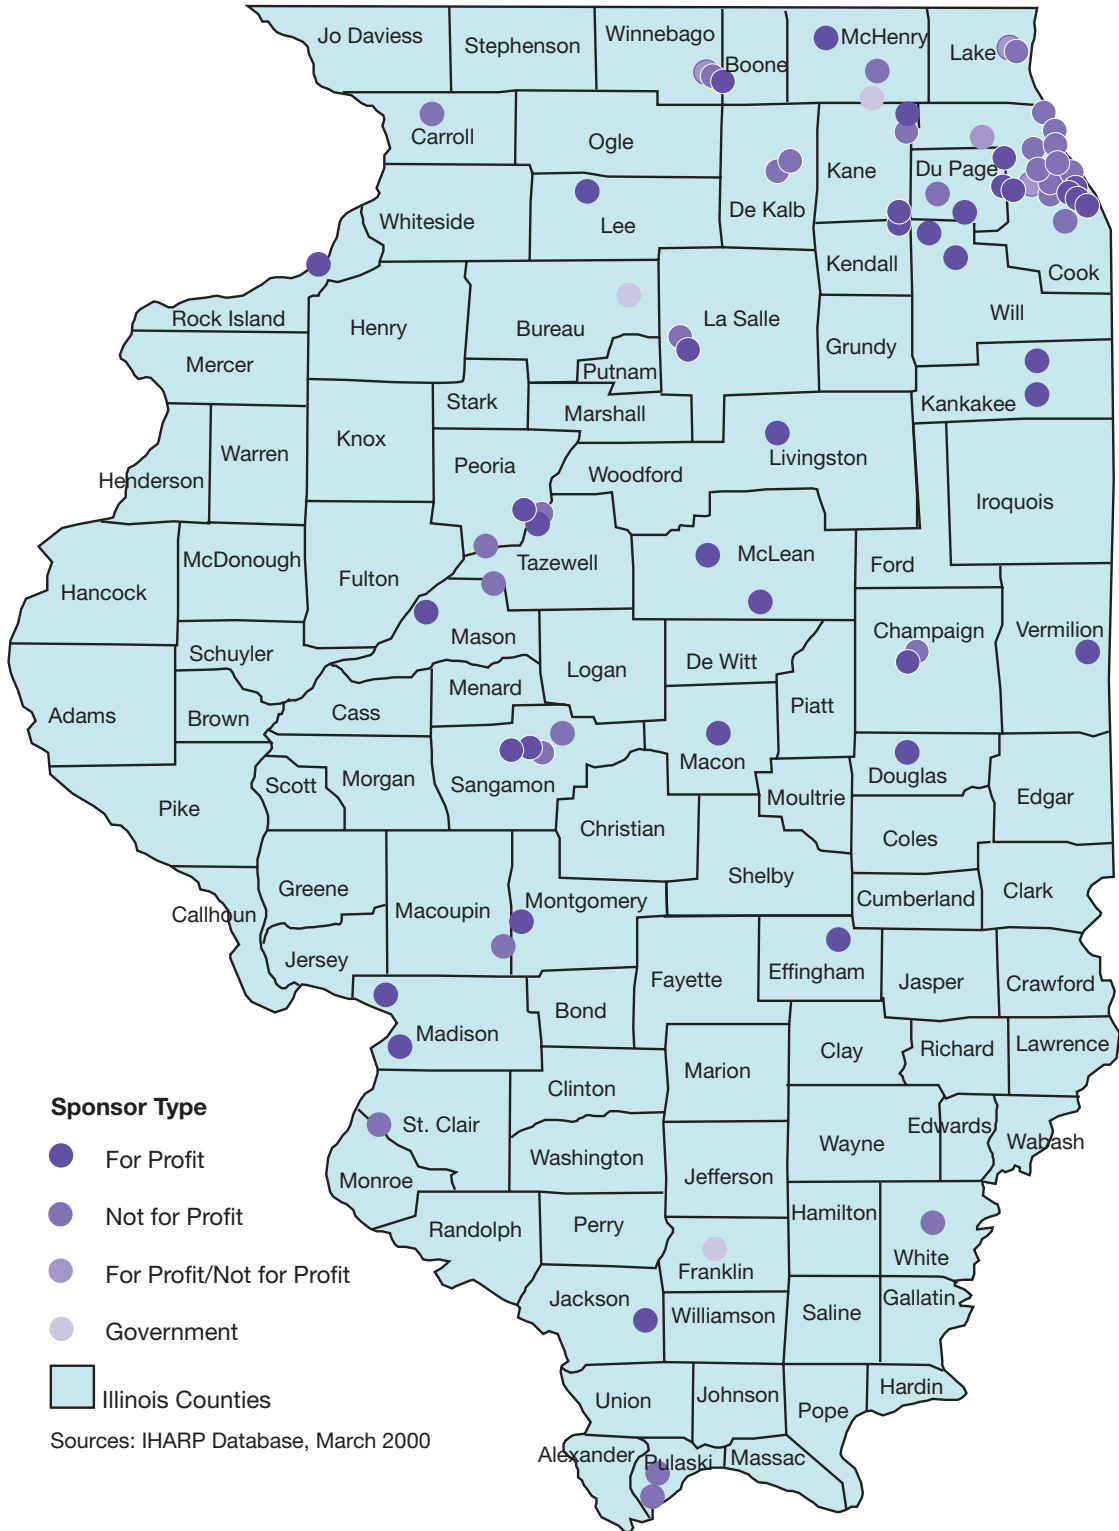 Jo Daviess
Stephenson
Winnebago
Boone
McHenry
Lake
Carroll
Ogle
Kane
Du Page
De Kalb
Whiteside
Lee
Kendall
Cook
Rock Island
Henry
Bureau
La Salle
Will
Grundy
Mercer
Putnam
Stark
Marshall
Kankakee
Knox
Warren
Henderson
Peoria
Woodford
Livingston
Iroquois
McDonough
Hancock
Fulton
Tazewell
McLean
Ford
Schuyler
Mason
Logan
De Witt
Champaign
Vermilion
Adams
Brown
Cass
Menard
Piatt
Scott
Morgan
Sangamon
Macon
Douglas
Moultrie
Edgar
Pike
Christian
Coles
Shelby
Greene
Macoupin
Montgomery
Cumberland
Clark
Callhoun
Jersey
Fayette
Effingham
Jasper
Crawford
Bond
Madison
Clay
Richard
Lawrence
Marion
Clinton
St. Clair
Edwards
Wayne
Wabash
Washington
Jefferson
Monroe
Randolph
Perry
Hamilton
White
Franklin
Jackson
Williamson
Saline
Gallatin
Union
Johnson
Pope
Hardin
Alexander
Pulaski
Massac
Sponsor Type
For Profit
Not for Profit
For Profit/Not for Profit
Government
Illinois Counties
Sources: IHARP Database, March 2000